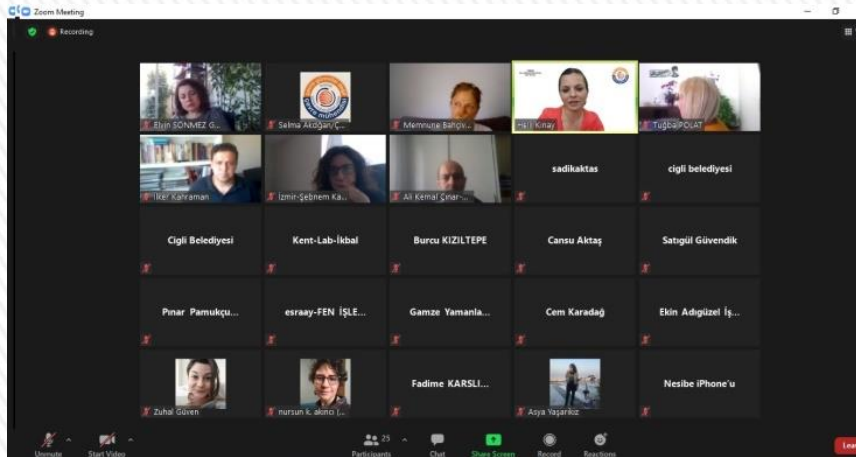 Zoom Meeting
Recording
Elvin SÖNMEZ G...
Selma Akdoğan/Ç...
Memnune Bahçıv...
Helil Kınay
Tuğba POLAT
İlker Kahraman
İzmir-Şebnem Ka...
Ali Kemal Çınar-...
sadikaktas
cigli belediyesi
Cigli Belediyesi
Kent-Lab-İkbal
Burcu KIZILTEPE
Cansu Aktaş
Satıgül Güvendik
Pınar Pamukçu...
esraay-FEN İŞLE...
Gamze Yamanla...
Cem Karadağ
Ekin Adıgüzel İş...
Zuhal Güven
nursun k. akıncı (...
Fadime KARSLI...
Asya Yaşarıkız
Nesibe iPhone'u
Unmute
Start Video
25
Participants
Chat
Share Screen
Record
Reactions